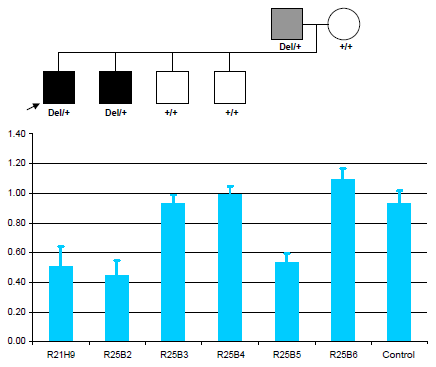 Del/+ +/+
Del/+ Del/+ +/+ +/+
1.40
1.20
1.00
0.80
0.60
0.40
0.20
0.00
R21H9 R25B2 R25B3 R25B4 R25B5 R25B6 Control